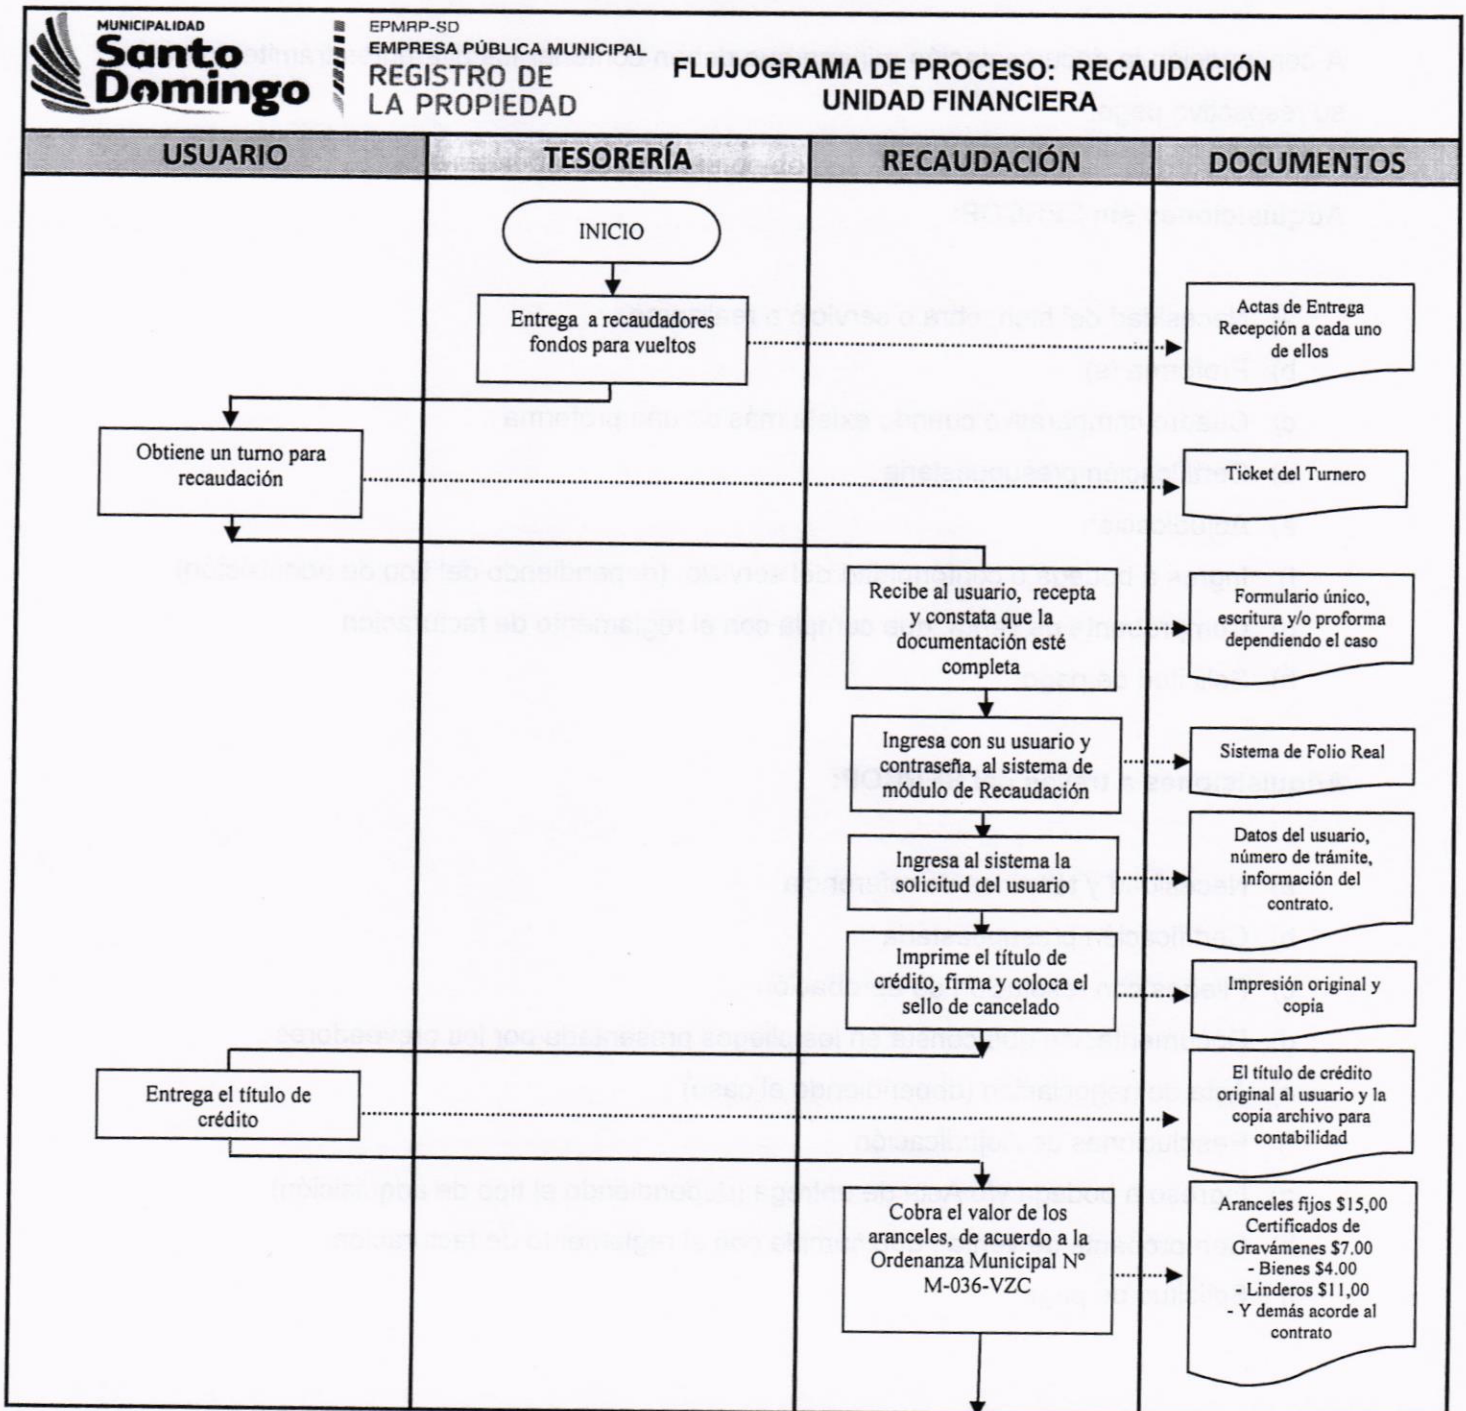 MUNICIPALIDAD
Santo
Domingo
EPMRP-SD
EMPRESA PÚBLICA MUNICIPAL
REGISTRO DE
LA PROPIEDAD
FLUJOGRAMA DE PROCESO: RECAUDACIÓN
UNIDAD FINANCIERA
USUARIO
TESORERÍA
RECAUDACIÓN
DOCUMENTOS
INICIO
Entrega a recaudadores
fondos para vueltos
Actas de Entrega
Recepción a cada uno
de ellos
Obtiene un turno para
recaudación
Ticket del Turnero
Recibe al usuario, recepta
y constata que la
documentación esté
completa
Formulario único,
escritura y/o proforma
dependiendo el caso
Ingresa con su usuario y
contraseña, al sistema de
módulo de Recaudación
Sistema de Folio Real
Ingresa al sistema la
solicitud del usuario
Datos del usuario,
número de trámite,
información del
contrato.
Imprime el título de
crédito, firma y coloca el
sello de cancelado
Impresión original y
copia
Entrega el título de
crédito
El título de crédito
original al usuario y la
copia archivo para
contabilidad
Cobra el valor de los
aranceles, de acuerdo a la
Ordenanza Municipal N°
M-036-VZC
Aranceles fijos $15,00
Certificados de
Gravámenes $7.00
- Bienes $4.00
- Linderos $11,00
- Y demás acorde al
contrato